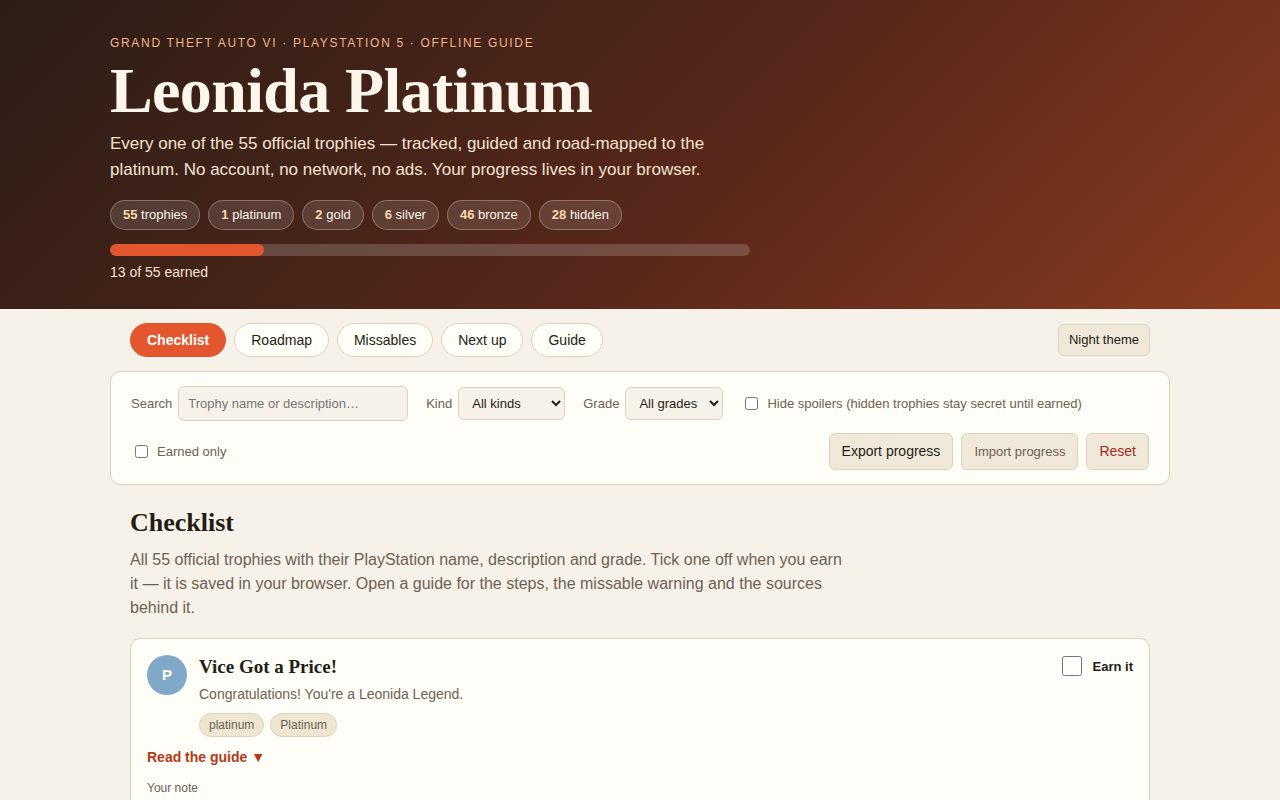 GRAND THEFT AUTO VI · PLAYSTATION 5 · OFFLINE GUIDE
Leonida Platinum
Every one of the 55 official trophies — tracked, guided and road-mapped to the
platinum. No account, no network, no ads. Your progress lives in your browser.
55 trophies 1 platinum 2 gold 6 silver 46 bronze 28 hidden
13 of 55 earned
Checklist Roadmap Missables Next up Guide Night theme
Search Trophy name or description… Kind All kinds Grade All grades Hide spoilers (hidden trophies stay secret until earned)
Earned only Export progress Import progress Reset
Checklist
All 55 official trophies with their PlayStation name, description and grade. Tick one off when you earn
it — it is saved in your browser. Open a guide for the steps, the missable warning and the sources
behind it.
P Vice Got a Price! Earn it
Congratulations! You're a Leonida Legend.
platinum Platinum
Read the guide ▼
Your note